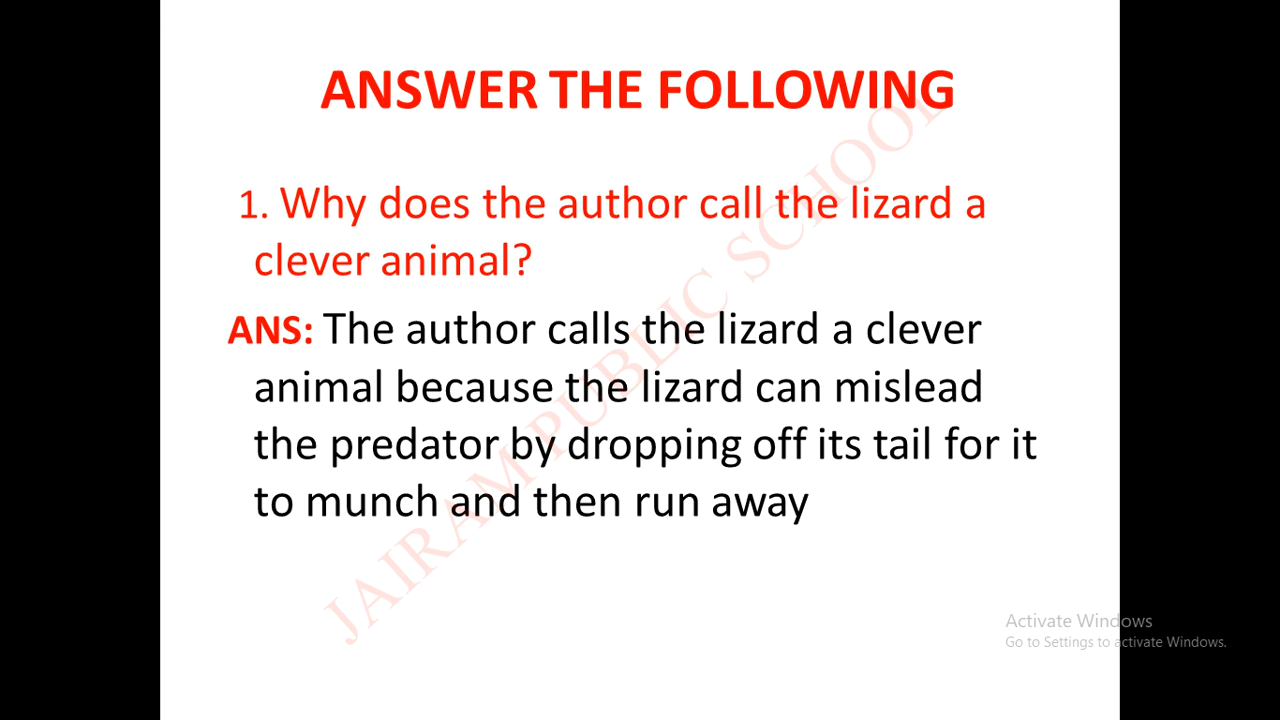 ANSWER THE FOLLOWING
1. Why does the author call the lizard a
clever animal?
ANS: The author calls the lizard a clever
animal because the lizard can mislead
the predator by dropping off its tail for it
to munch and then run away
JAIRAM PUBLIC SCHOOL
Activate Windows
Go to Settings to activate Windows.